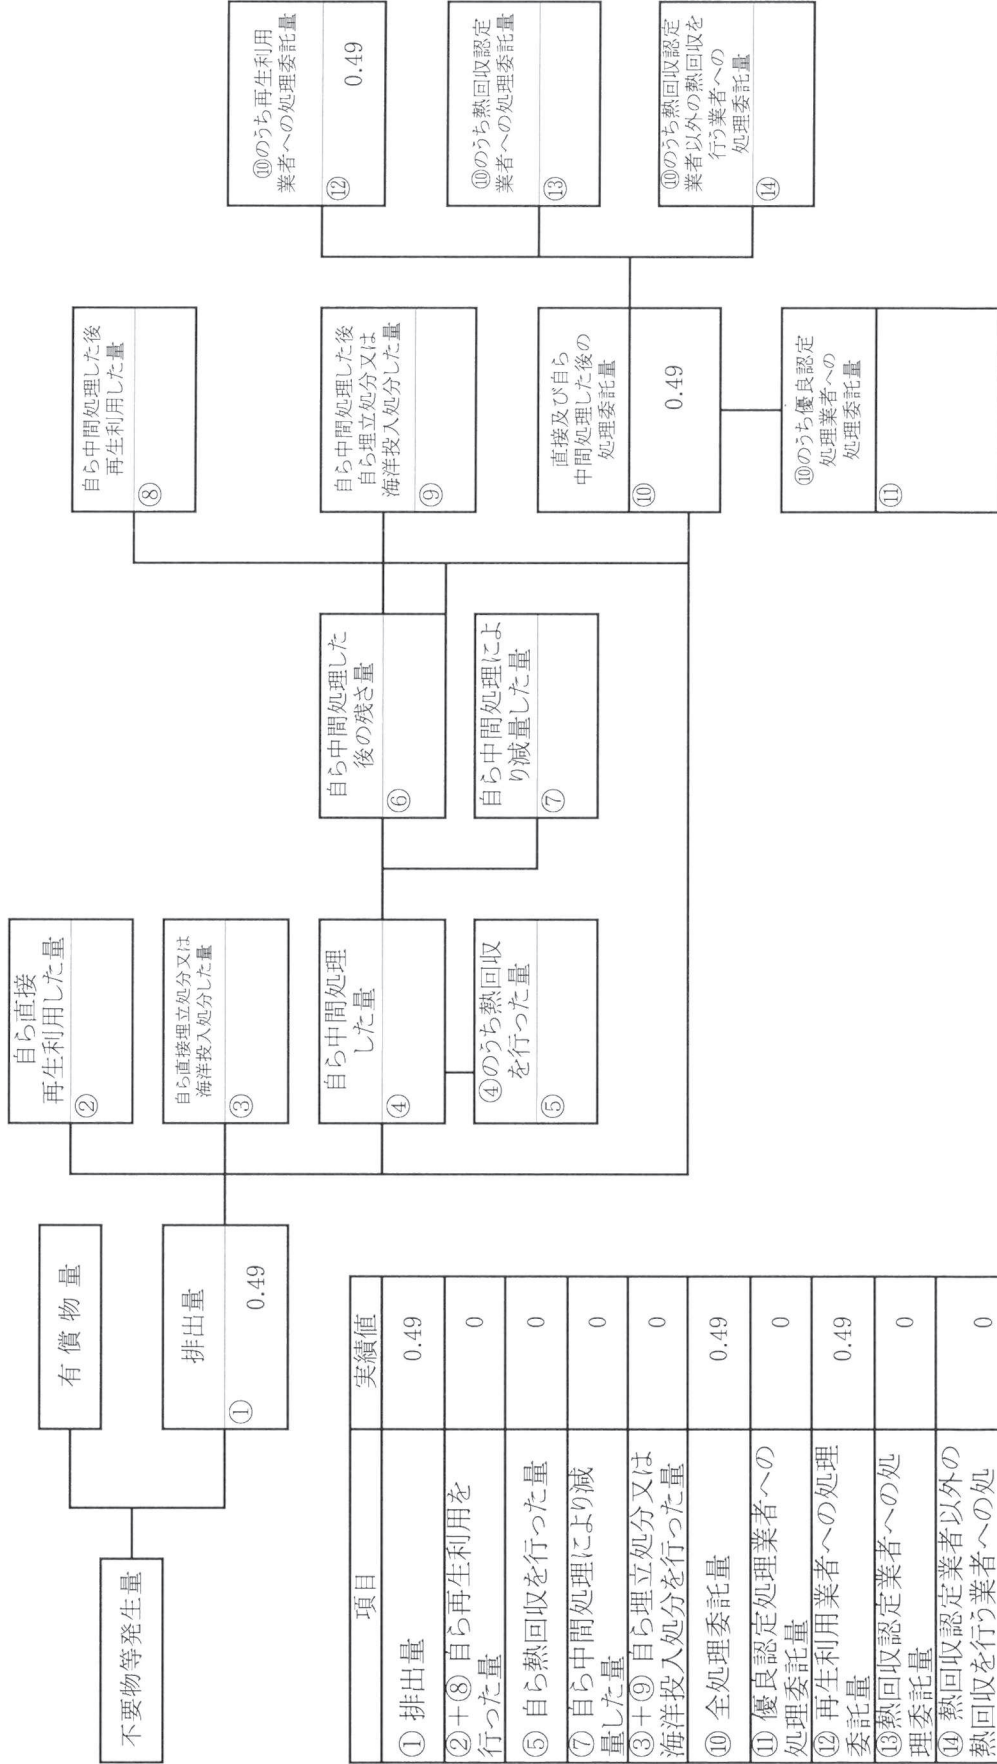 不要物等発生量
有償物量
排出量
①
0.49
自ら直接
再生利用した量
②
自ら直接埋立処分又は
海洋投入処分した量
③
自ら中間処理
した量
④
④のうち熱回収
を行った量
⑤
自ら中間処理した
後の残さ量
⑥
自ら中間処理によ
り減量した量
⑦
自ら中間処理した後
再生利用した量
⑧
自ら中間処理した後
自ら埋立処分又は
海洋投入処分した量
⑨
直接及び自ら
中間処理した後の
処理委託量
⑩
0.49
⑩のうち優良認定
処理業者への
処理委託量
⑪
⑩のうち再生利用
業者への処理委託量
⑫
0.49
⑩のうち熱回収認定
業者への処理委託量
⑬
⑩のうち熱回収認定
業者以外の熱回収を
行う業者への
処理委託量
⑭
項目 実績値
① 排出量 0.49
②+⑧ 自ら再生利用を
行った量 0
⑤ 自ら熱回収を行った量 0
⑦ 自ら中間処理により減
量した量 0
③+⑨ 自ら埋立処分又は
海洋投入処分を行った量 0
⑩ 全処理委託量 0.49
⑪ 優良認定処理業者への
処理委託量 0
⑫ 再生利用業者への処理
委託量 0.49
⑬熱回収認定業者への処
理委託量 0
⑭ 熱回収認定業者以外の
熱回収を行う業者への処 0